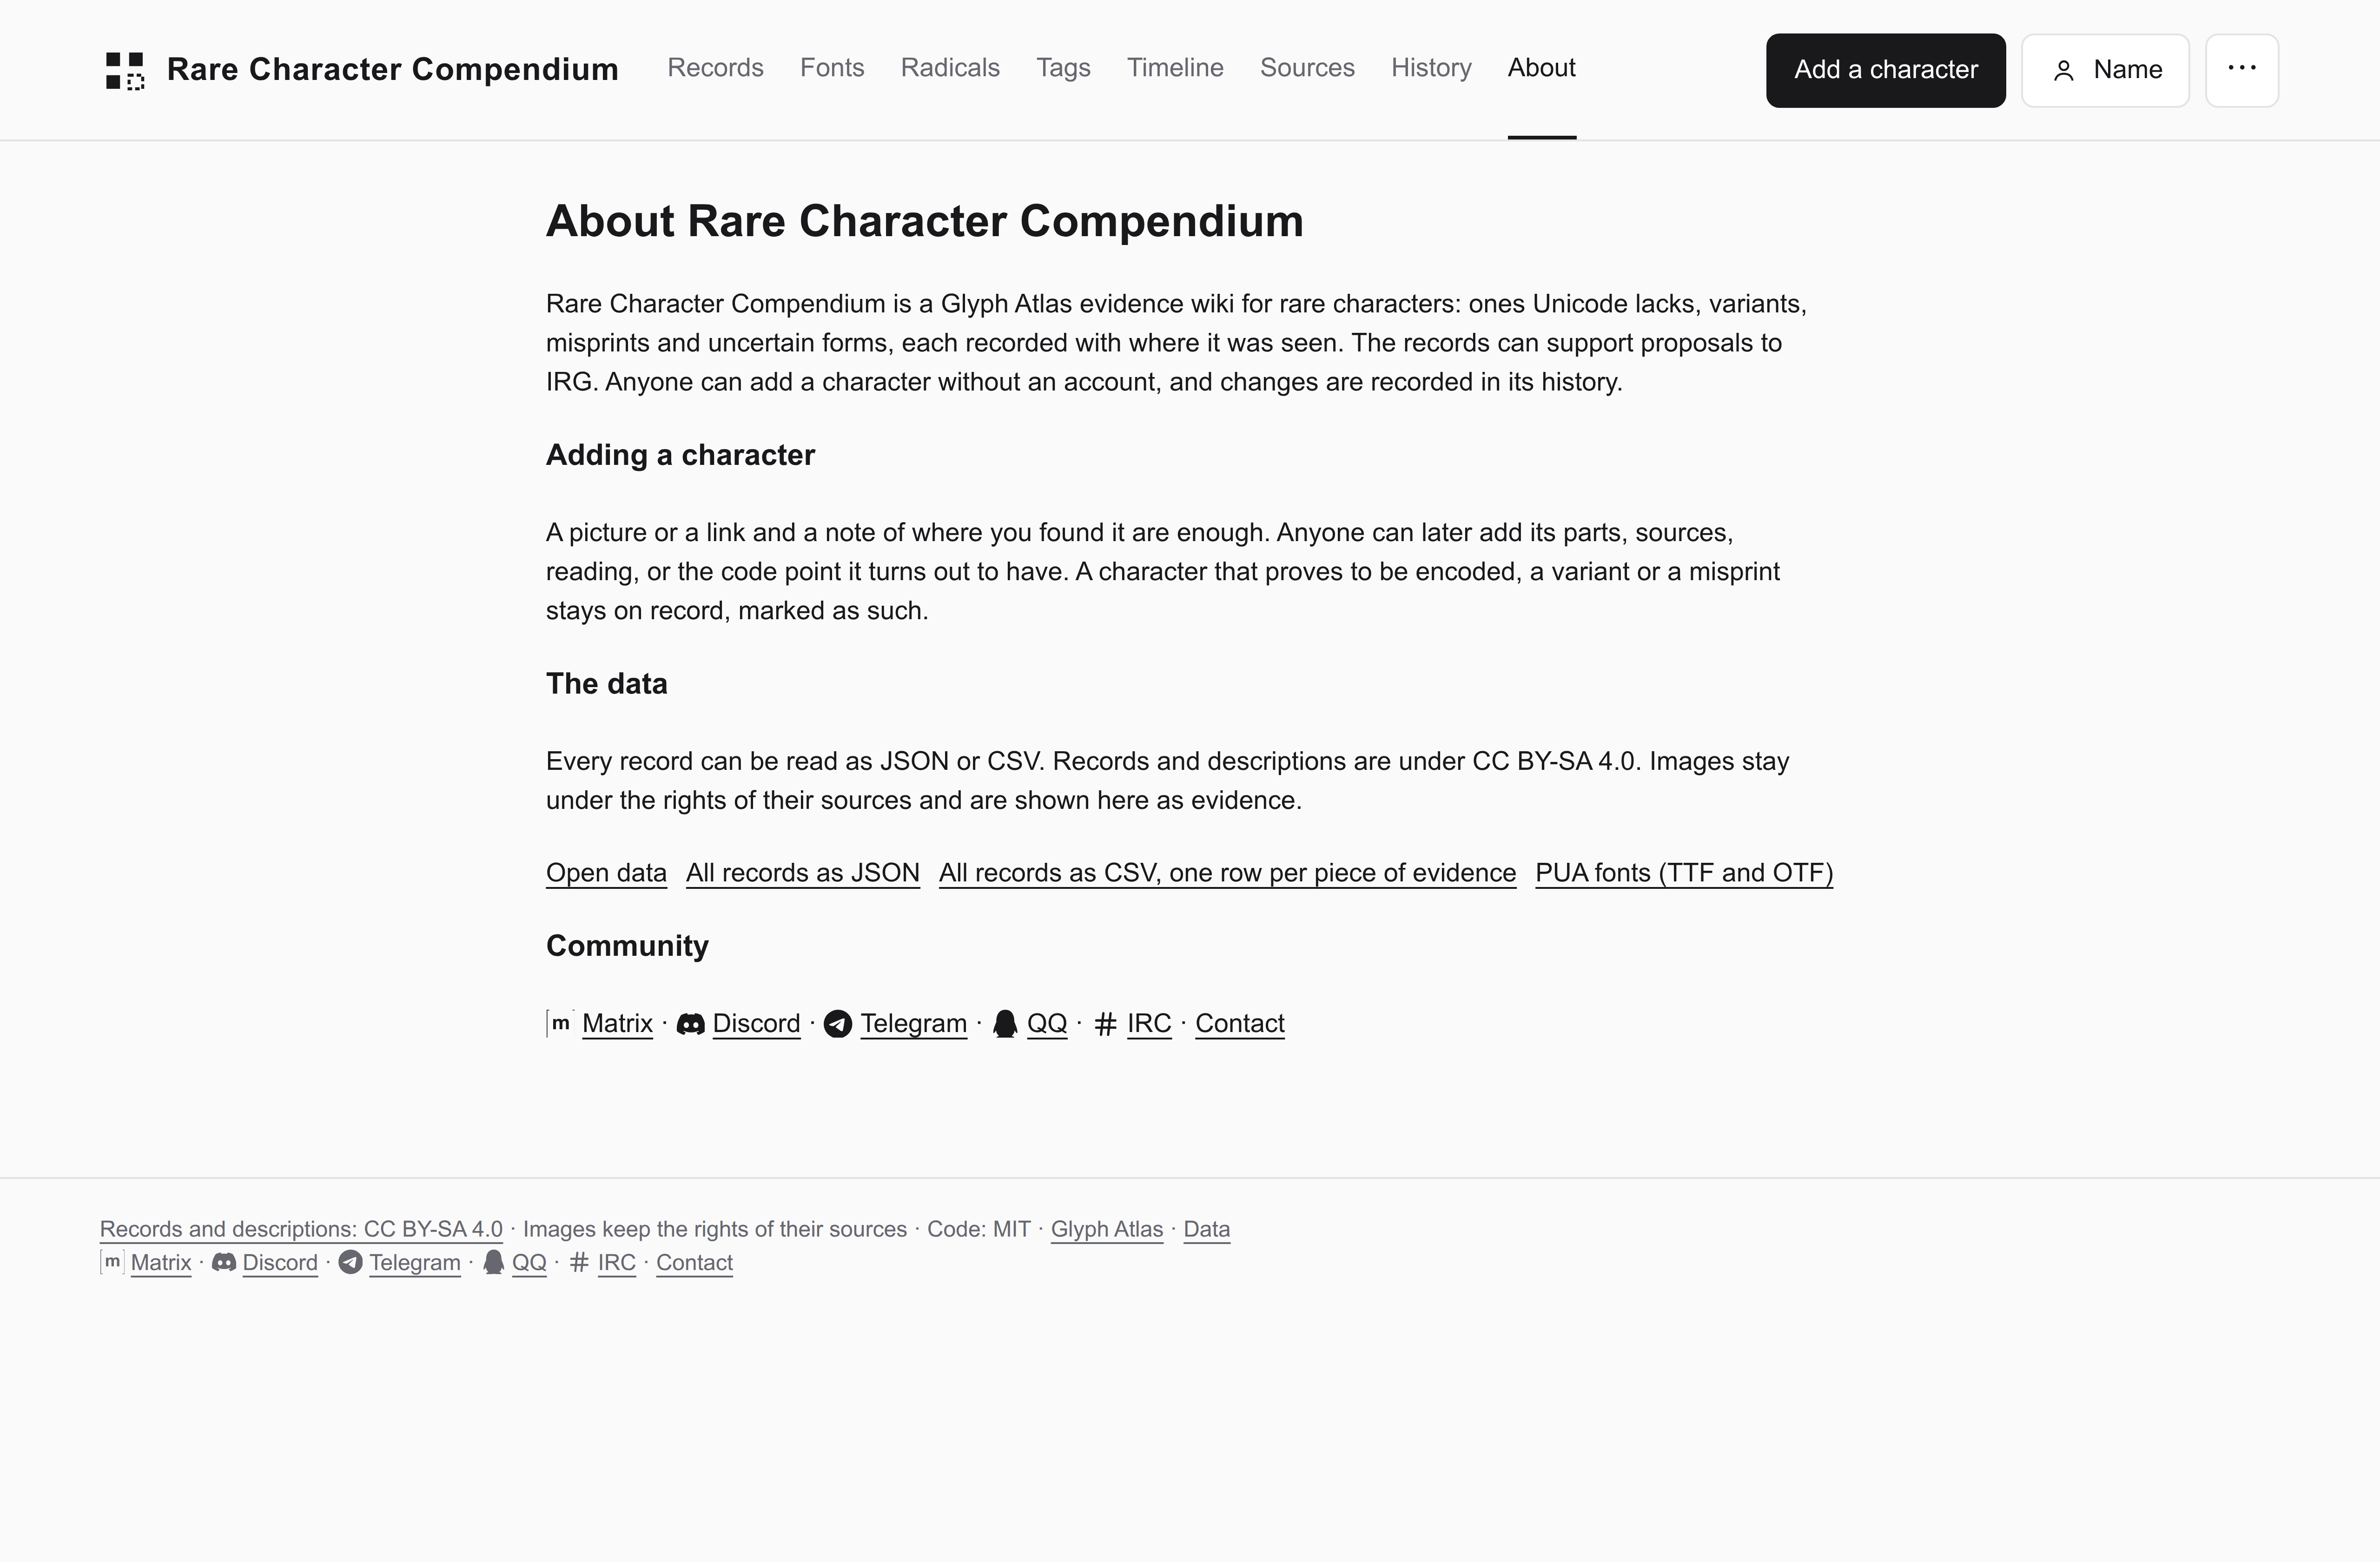 Rare Character Compendium Records Fonts Radicals Tags Timeline Sources History About Add a character Name ...
About Rare Character Compendium
Rare Character Compendium is a Glyph Atlas evidence wiki for rare characters: ones Unicode lacks, variants,
misprints and uncertain forms, each recorded with where it was seen. The records can support proposals to
IRG. Anyone can add a character without an account, and changes are recorded in its history.
Adding a character
A picture or a link and a note of where you found it are enough. Anyone can later add its parts, sources,
reading, or the code point it turns out to have. A character that proves to be encoded, a variant or a misprint
stays on record, marked as such.
The data
Every record can be read as JSON or CSV. Records and descriptions are under CC BY-SA 4.0. Images stay
under the rights of their sources and are shown here as evidence.
Open data All records as JSON All records as CSV, one row per piece of evidence PUA fonts (TTF and OTF)
Community
[m] Matrix · Discord · Telegram · QQ · # IRC · Contact
Records and descriptions: CC BY-SA 4.0 · Images keep the rights of their sources · Code: MIT · Glyph Atlas · Data
[m] Matrix · Discord · Telegram · QQ · # IRC · Contact